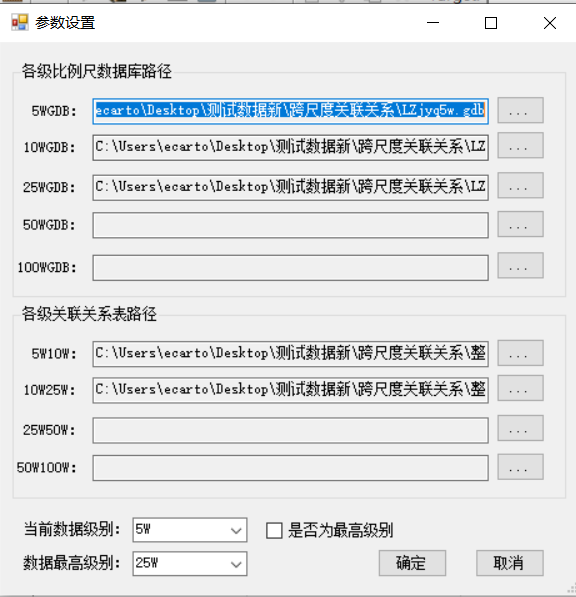 参数设置
各级比例尺数据库路径
5WGDB: ecarto\Desktop\测试数据新\跨尺度关联关系\LZjyq5w.gdb ...
10WGDB: C:\Users\ecarto\Desktop\测试数据新\跨尺度关联关系\LZ ...
25WGDB: C:\Users\ecarto\Desktop\测试数据新\跨尺度关联关系\LZ ...
50WGDB: ...
100WGDB: ...
各级关联关系表路径
5W10W: C:\Users\ecarto\Desktop\测试数据新\跨尺度关联关系\整 ...
10W25W: C:\Users\ecarto\Desktop\测试数据新\跨尺度关联关系\整 ...
25W50W: ...
50W100W: ...
当前数据级别: 5W 是否为最高级别
数据最高级别: 25W 确定 取消